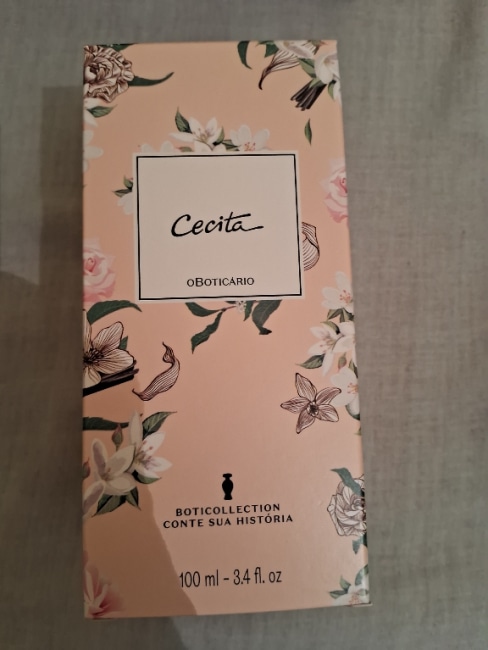 Cecita
oBoticário
BOTICOLLECTION
CONTE SUA HISTÓRIA
100 ml - 3.4 fl. oz